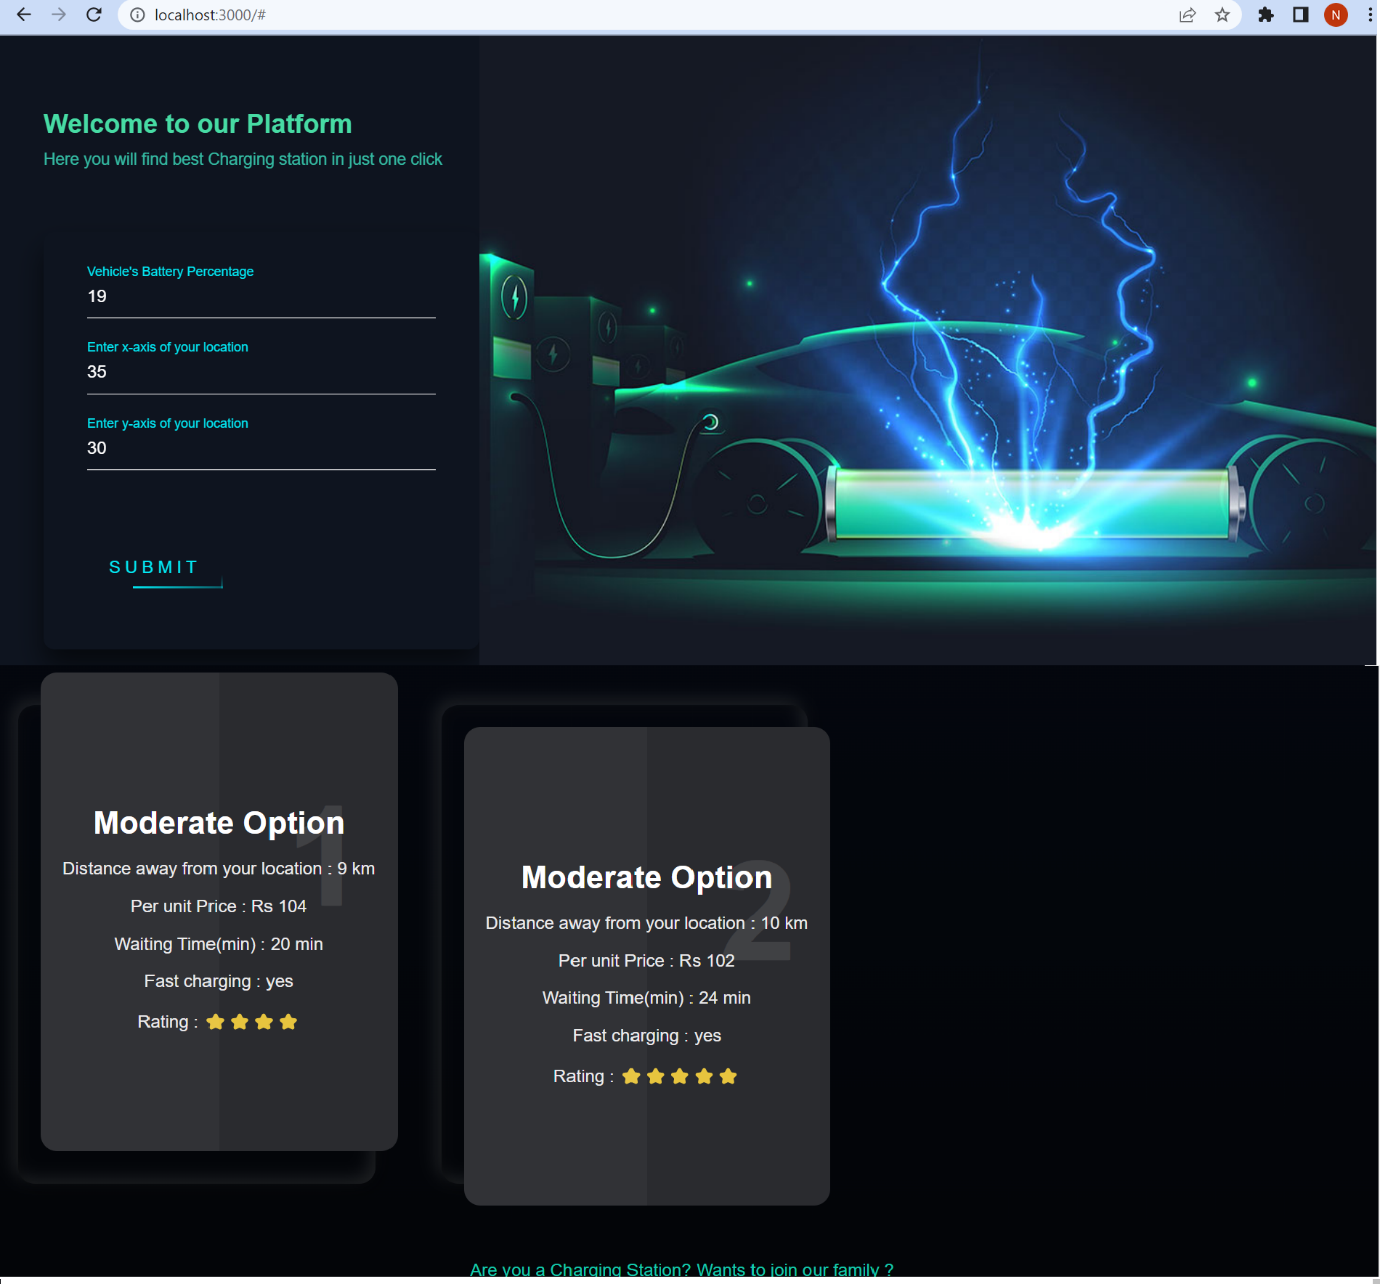 localhost:3000/#
N
Welcome to our Platform
Here you will find best Charging station in just one click
Vehicle's Battery Percentage
19
Enter x-axis of your location
35
Enter y-axis of your location
30
SUBMIT
1
Moderate Option
Distance away from your location : 9 km
Per unit Price : Rs 104
Waiting Time(min) : 20 min
Fast charging : yes
Rating :
2
Moderate Option
Distance away from your location : 10 km
Per unit Price : Rs 102
Waiting Time(min) : 24 min
Fast charging : yes
Rating :
Are you a Charging Station? Wants to join our family ?